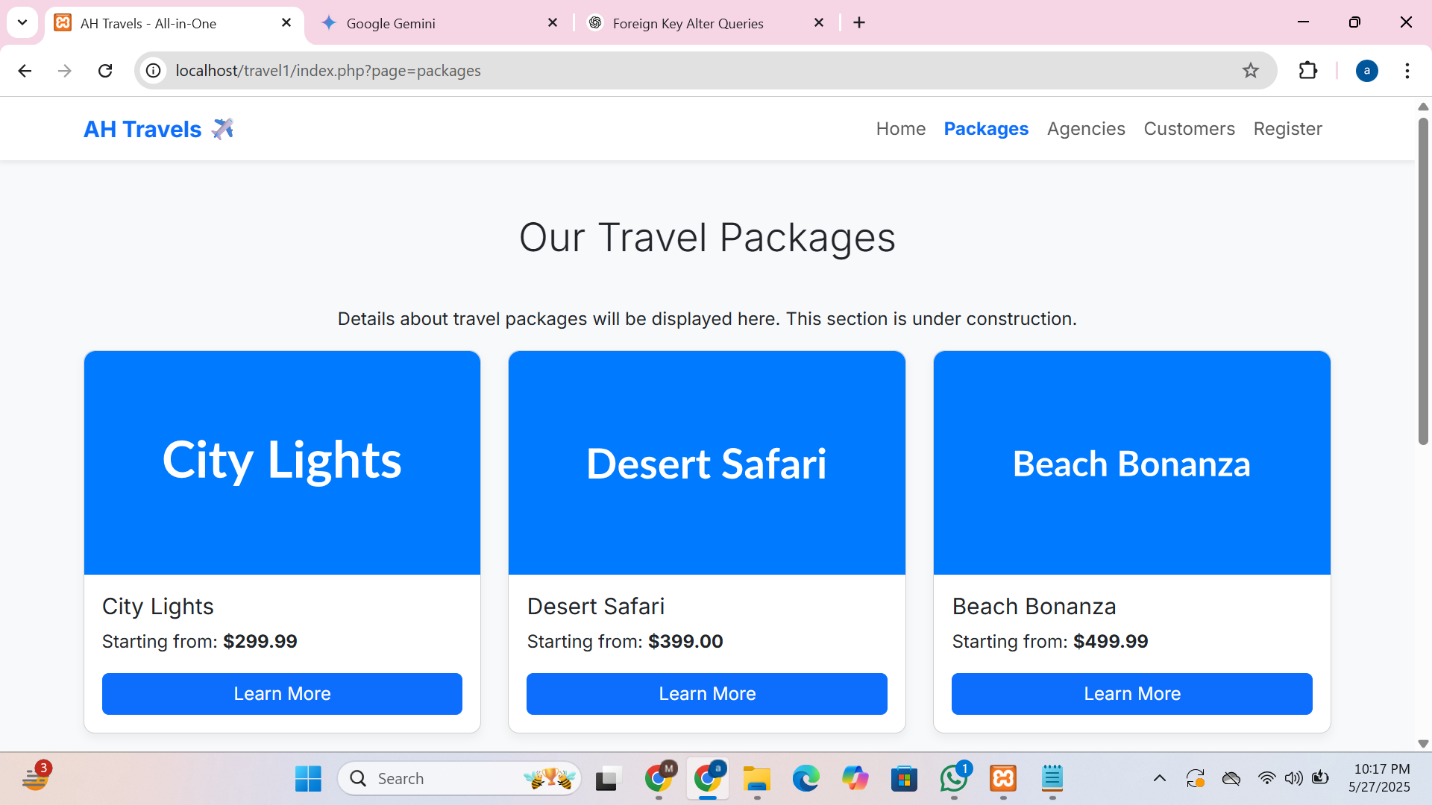 AH Travels - All-in-One
Google Gemini
Foreign Key Alter Queries
localhost/travel1/index.php?page=packages
a
AH Travels
Home Packages Agencies Customers Register
Our Travel Packages
Details about travel packages will be displayed here. This section is under construction.
City Lights
Desert Safari
Beach Bonanza
City Lights
Starting from: $299.99
Learn More
Desert Safari
Starting from: $399.00
Learn More
Beach Bonanza
Starting from: $499.99
Learn More
3
Search
M
a
1
10:17 PM
5/27/2025